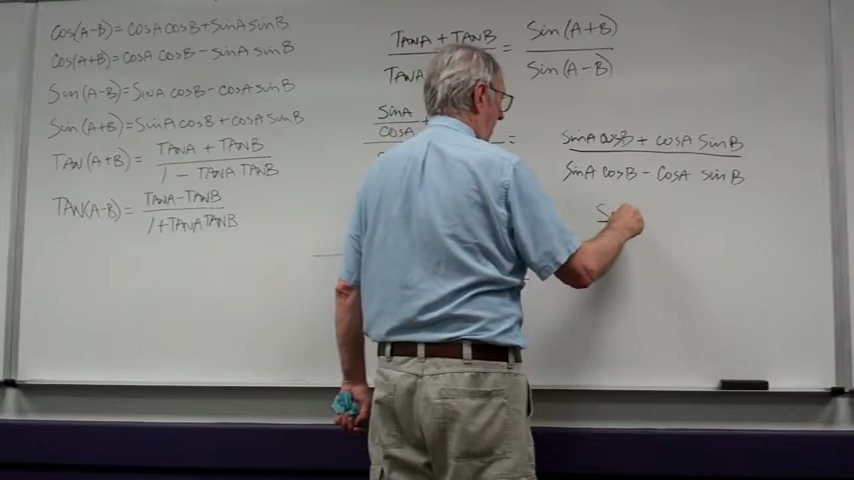 Cos(A-B) = COSA COSB + SINA SINB
Cos(A+B) = COSA COSB - SINA SINB
Sin(A-B) = SINA COSB - COSA SINB
Sin(A+B) = SINA COSB + COSA SINB
TAN(A+B) = TANA + TANB
1 - TANA TANB
TAN(A-B) = TANA-TANB
1+TANATANB
TANA + TANB = Sin(A+B)
TANA Sin(A-B)
SinA
COSA =
SINA COSB + COSA SINB
SINA COSB - COSA SINB
S